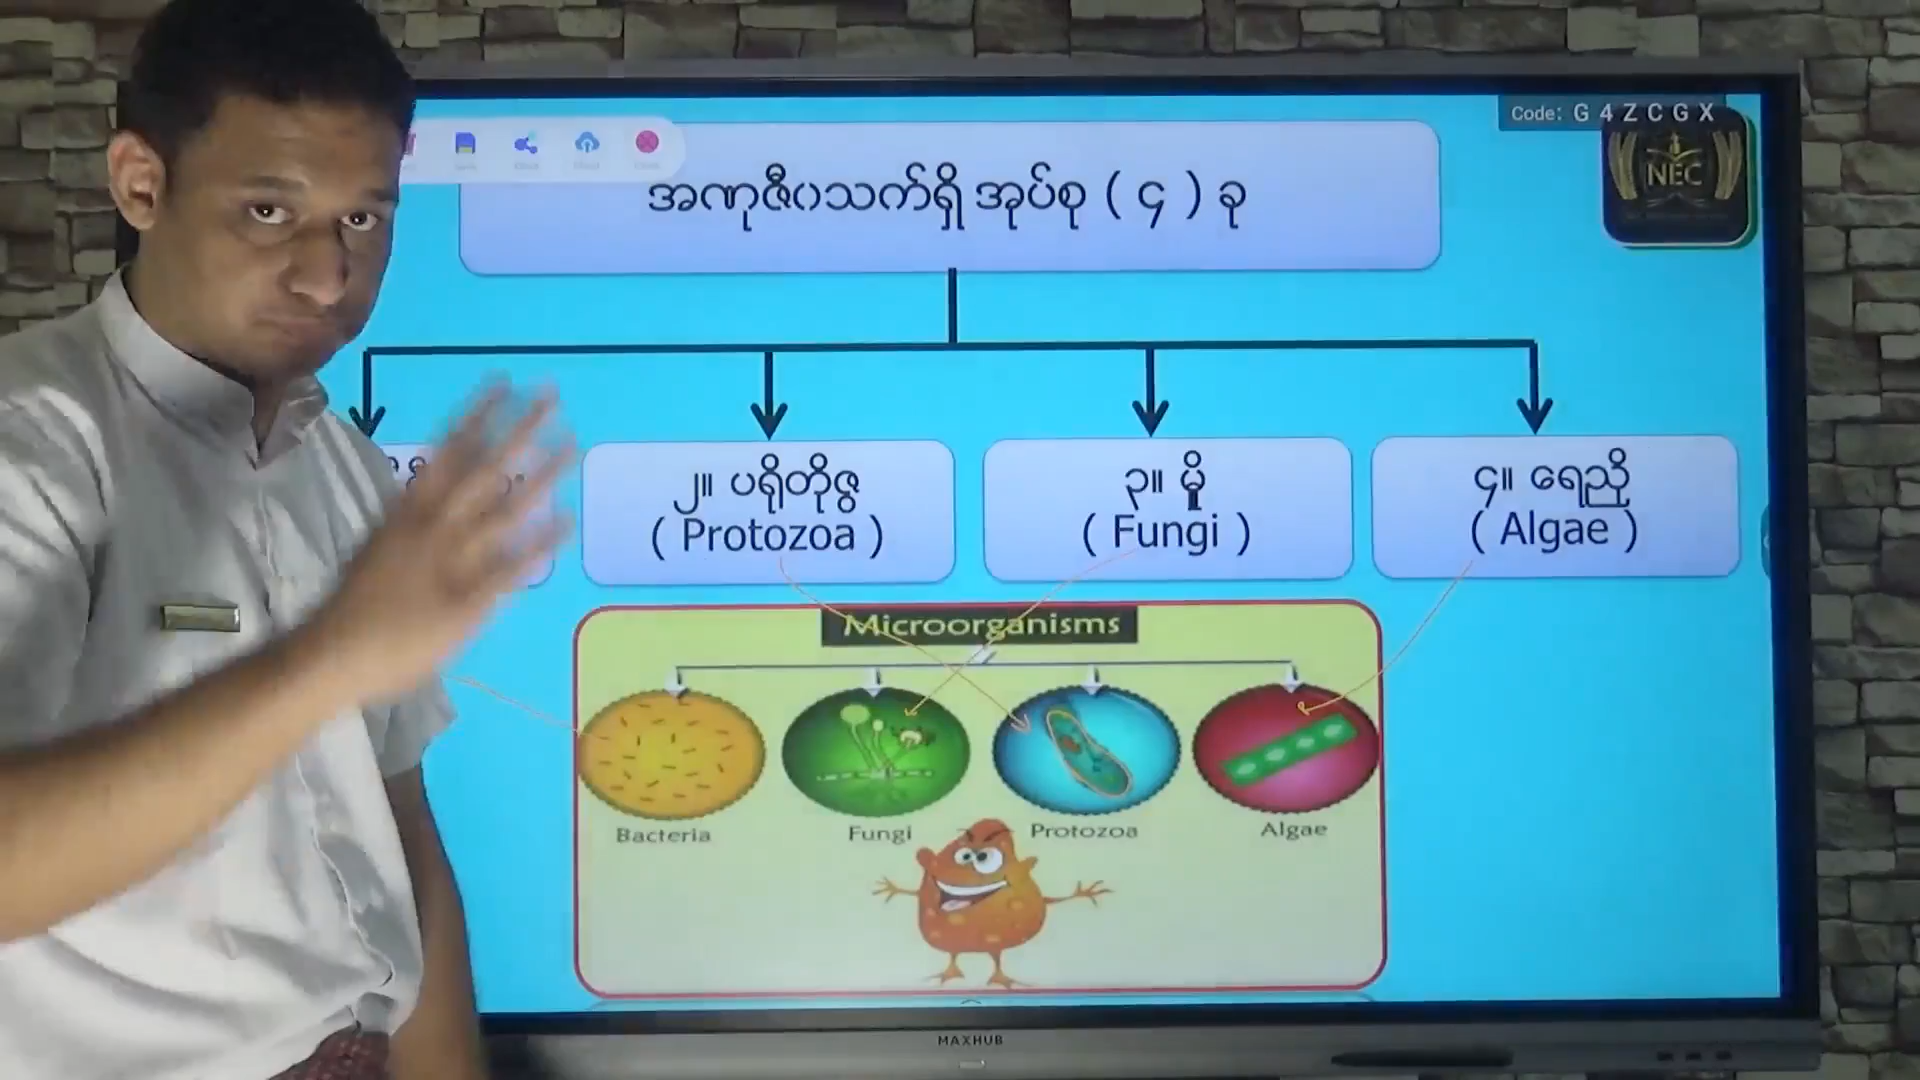 Code: G 4 Z C G X
NEC
အဏုဇီဝသက်ရှိ အုပ်စု ( ၄ ) ခု
၂။ ပရိုတိုဇွ
( Protozoa )
၃။ မှို
( Fungi )
၄။ ရေညှိ
( Algae )
Microorganisms
Bacteria
Fungi
Protozoa
Algae
MAXHUB